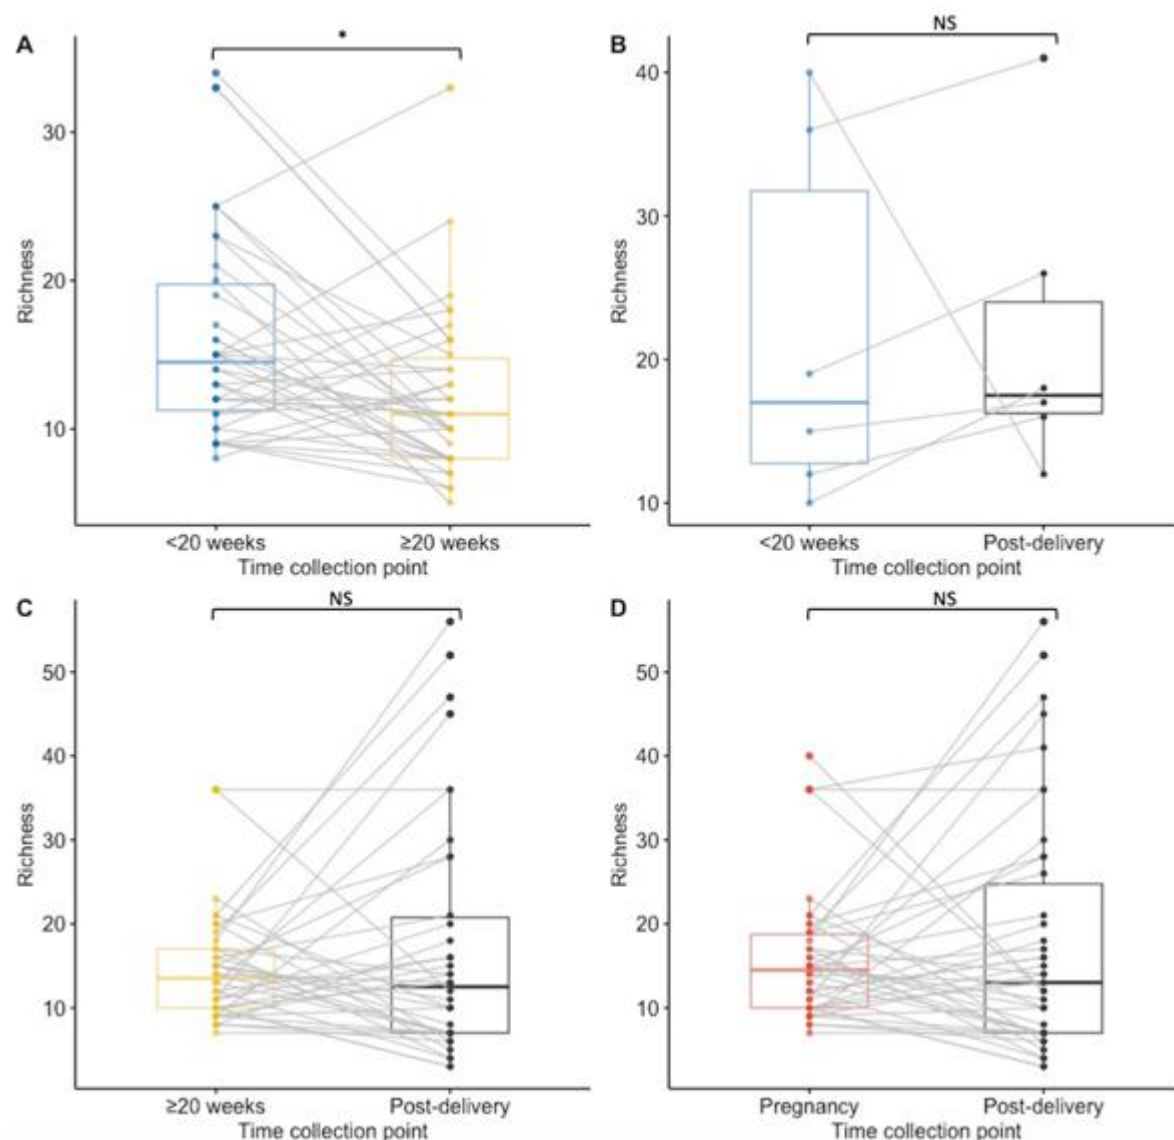 A
*
30
20
10
Richness
<20 weeks
≥20 weeks
Time collection point
B
NS
40
30
20
10
Richness
<20 weeks
Post-delivery
Time collection point
C
NS
50
40
30
20
10
Richness
≥20 weeks
Post-delivery
Time collection point
D
NS
50
40
30
20
10
Richness
Pregnancy
Post-delivery
Time collection point